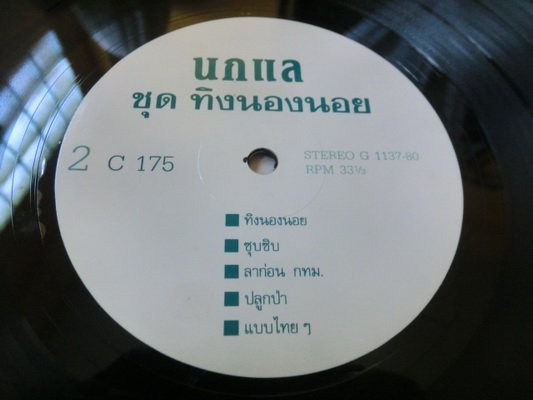 นกแล
ชุด ทิงนองนอย
2 C 175
STEREO G 1137-80
RPM 33⅓
■ ทิงนองนอย
■ ซุบซิบ
■ ลาก่อน กทม.
■ ปลูกป่า
■ แบบไทย ๆ